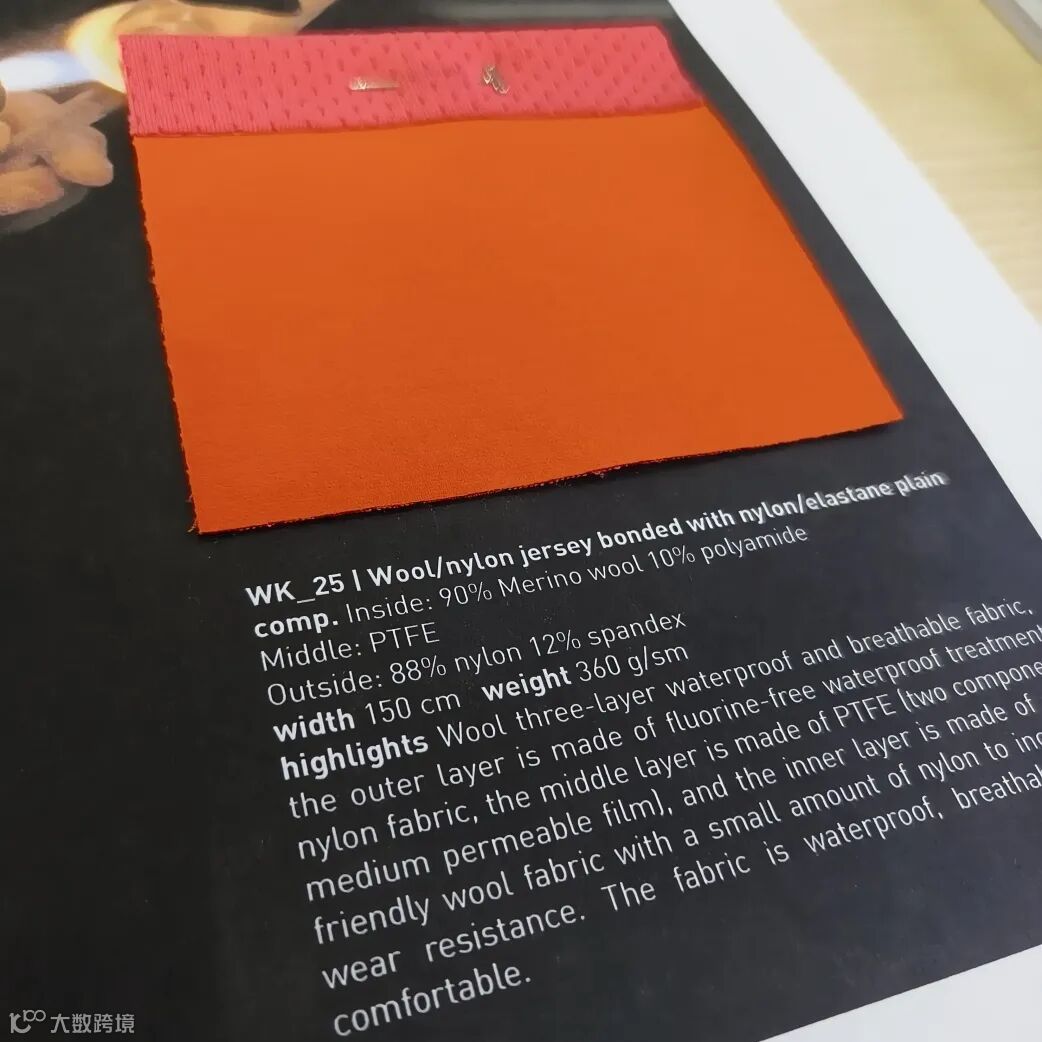 WK_25 | Wool/nylon jersey bonded with nylon/elastane plain
comp. Inside: 90% Merino wool 10% polyamide
Middle: PTFE
Outside: 88% nylon 12% spandex
width 150 cm weight 360 g/sm
highlights Wool three-layer waterproof and breathable fabric,
the outer layer is made of fluorine-free waterproof treatment
nylon fabric, the middle layer is made of PTFE (two compone
medium permeable film), and the inner layer is made of
friendly wool fabric with a small amount of nylon to inc
wear resistance. The fabric is waterproof, breathal
comfortable.
大数跨境